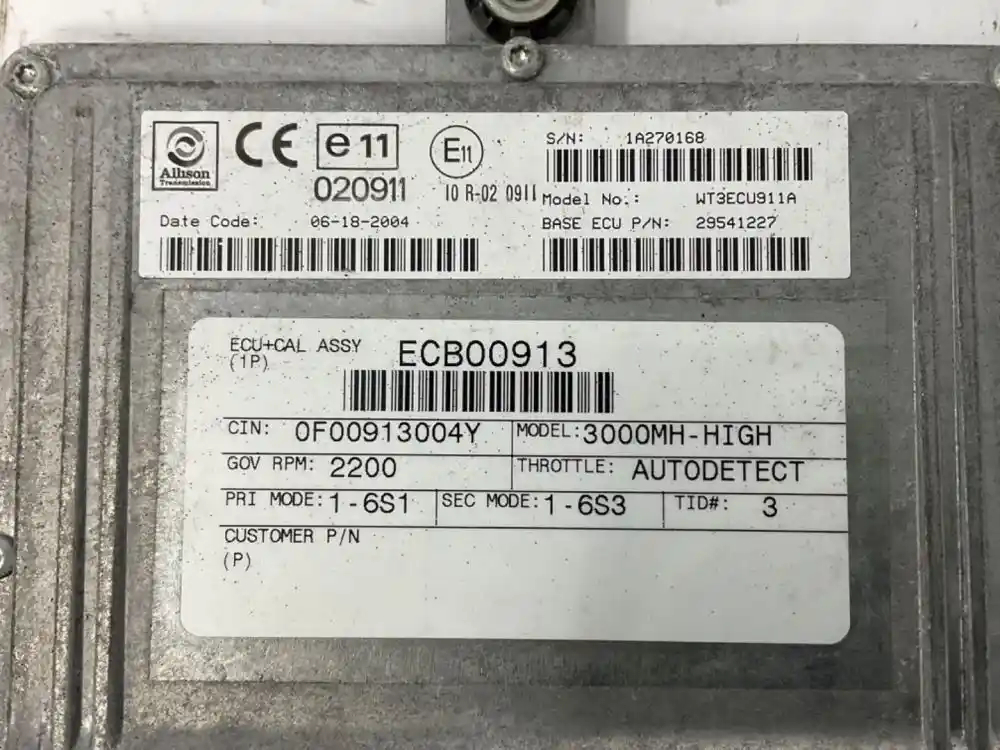 Allison
Transmission
CE
e 11
020911
E11
10 R-02 0911
S/N: 1A270168
Model No.: WT3ECU911A
Date Code: 06-18-2004
BASE ECU P/N: 29541227
ECU+CAL ASSY
(1P)
ECB00913
CIN: 0F00913004Y
MODEL: 3000MH-HIGH
GOV RPM: 2200
THROTTLE: AUTODETECT
PRI MODE: 1-6S1
SEC MODE: 1-6S3
TID#: 3
CUSTOMER P/N
(P)